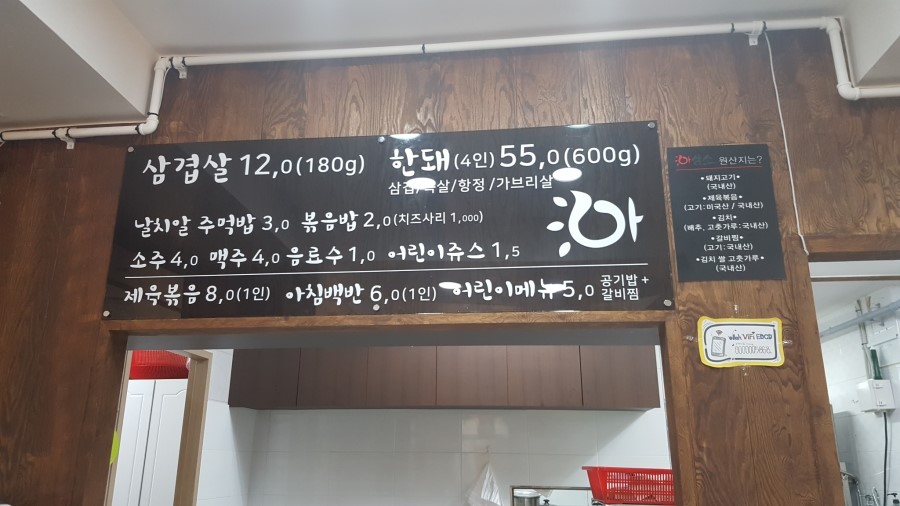 삼겹살 12,0(180g)
한돼(4인) 55,0(600g)
삼겹/목살/항정/가브리살
날치알 주먹밥 3,0 볶음밥 2,0(치즈사리 1,000)
소주 4,0 맥주 4,0 음료수 1,0 어린이쥬스 1,5
제육볶음 8,0(1인) 아침백반 6,0(1인) 어린이메뉴 5,0 공기밥+
갈비찜
아
원산지는?
•돼지고기•
(국내산)
•제육볶음•
(고기:미국산 / 국내산)
•김치•
(배추, 고춧가루:국내산)
•갈비찜•
(고기:국내산)
•김치 쌀 고춧가루•
(국내산)